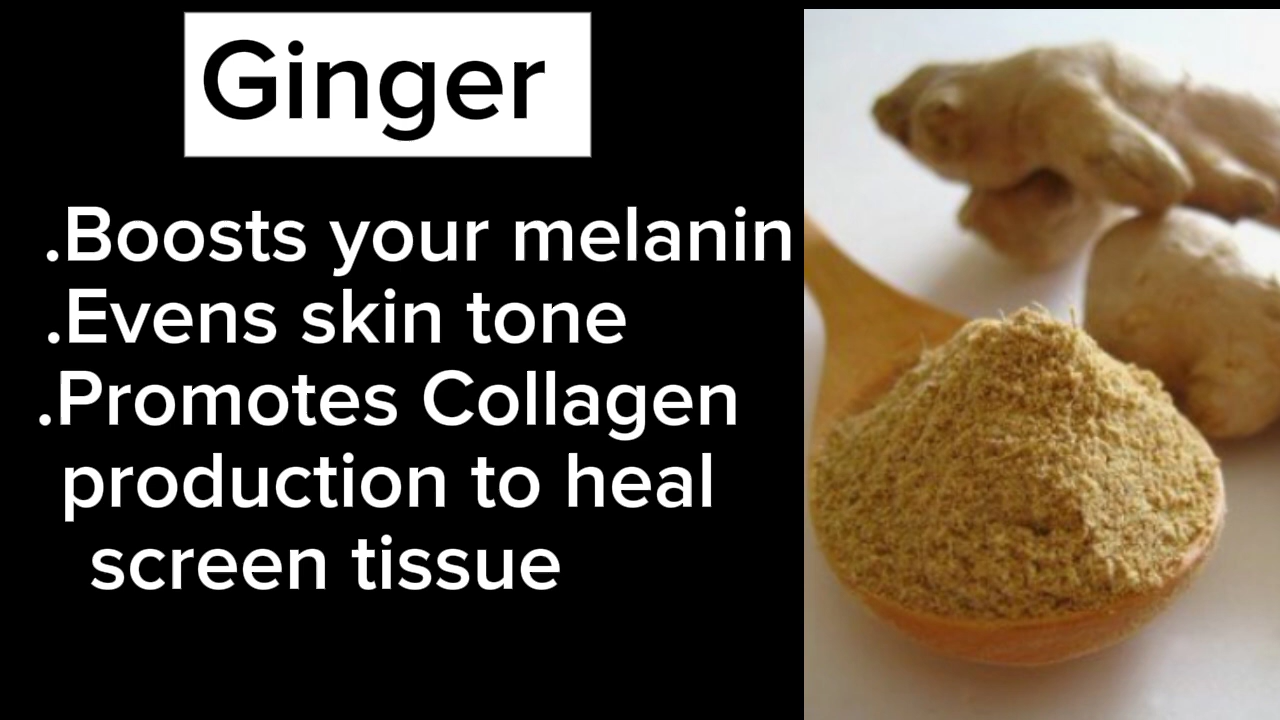 Ginger
.Boosts your melanin
.Evens skin tone
.Promotes Collagen
production to heal
screen tissue